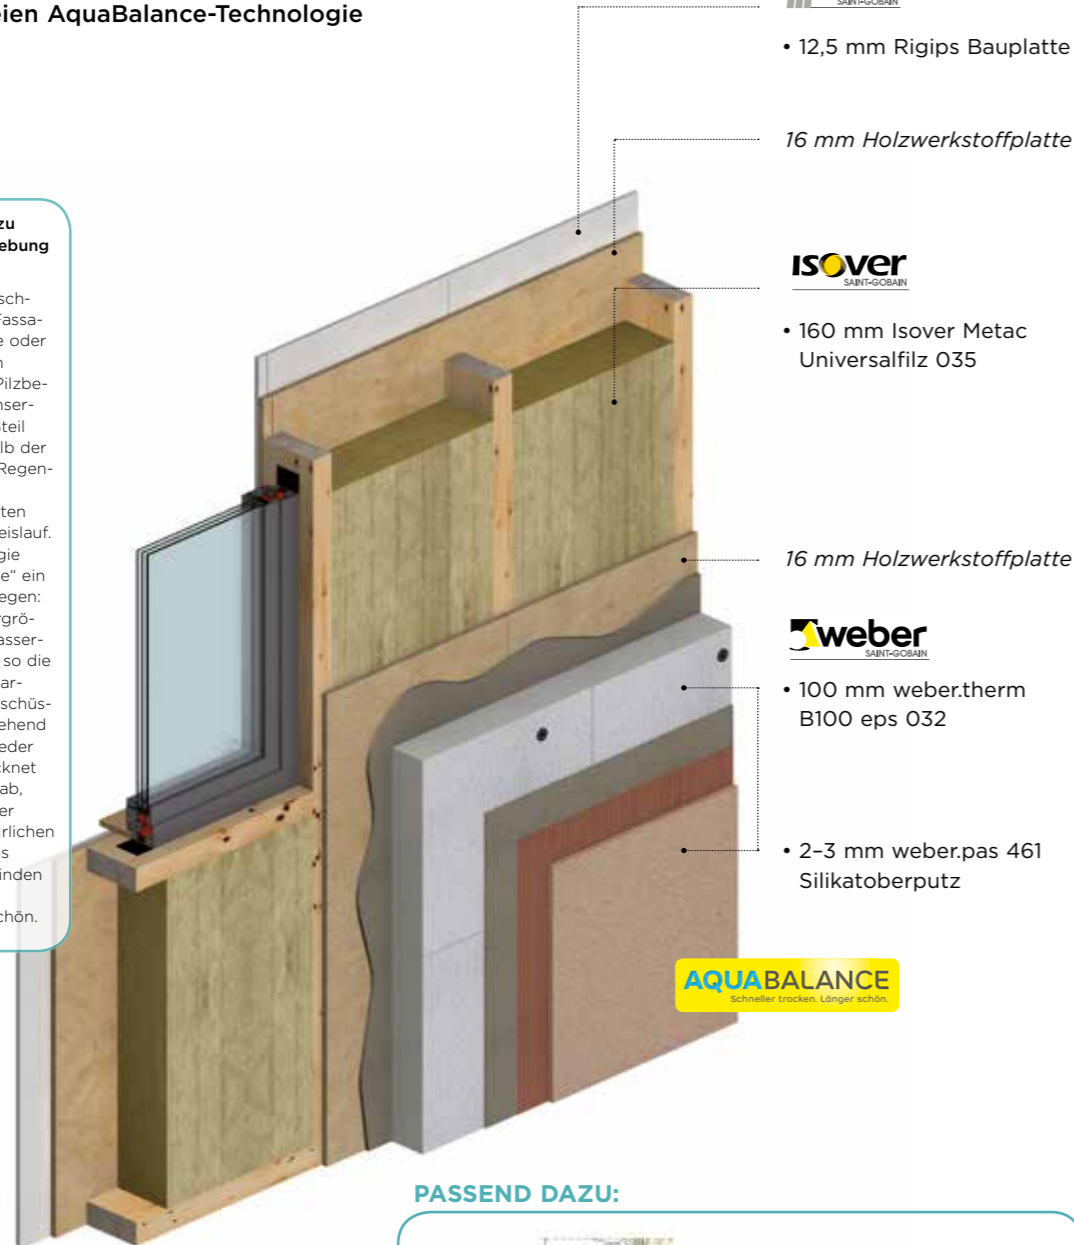 eien AquaBalance-Technologie
SAINT-GOBAIN
• 12,5 mm Rigips Bauplatte
16 mm Holzwerkstoffplatte
isover
SAINT-GOBAIN
• 160 mm Isover Metac
Universalfilz 035
16 mm Holzwerkstoffplatte
weber
SAINT-GOBAIN
• 100 mm weber.therm
B100 eps 032
• 2–3 mm weber.pas 461
Silikatoberputz
AQUABALANCE
Schneller trocken. Länger schön.
zu
ebung
sch-
Fassa-
e oder
n
Pilzbe-
nser-
steil
lb der
Regen-
ten
eislauf.
gie
e“ ein
egen:
rgrö-
asser-
so die
ar-
schüs-
ehend
eder
cknet
ab,
er
rlichen
s
inden
chön.
PASSEND DAZU: